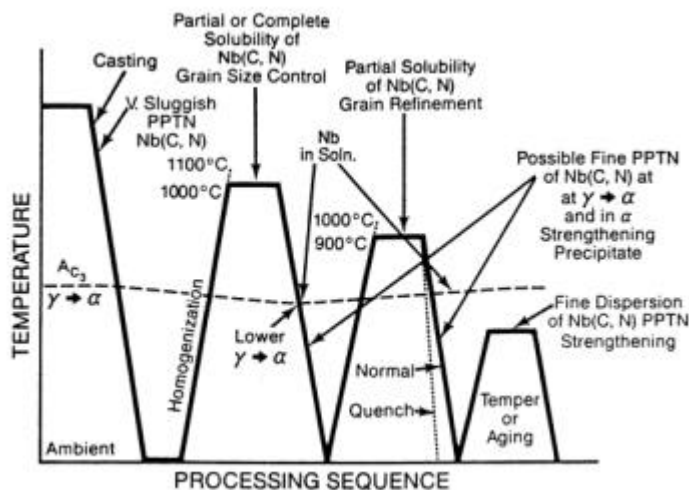 Casting
V. Sluggish
PPTN
Nb(C, N)
Partial or Complete
Solubility of
Nb(C, N)
Grain Size Control
Partial Solubility
of Nb(C, N)
Grain Refinement
Nb
in Soln.
1100°C,
1000°C
1000°C,
900°C
Possible Fine PPTN
of Nb(C, N) at
at γ → α
and in α
Strengthening
Precipitate
TEMPERATURE
AC3
γ → α
Homogenization
Lower
γ → α
Fine Dispersion
of Nb(C, N) PPTN
Strengthening
Normal
Quench
Temper
or
Aging
Ambient
PROCESSING SEQUENCE